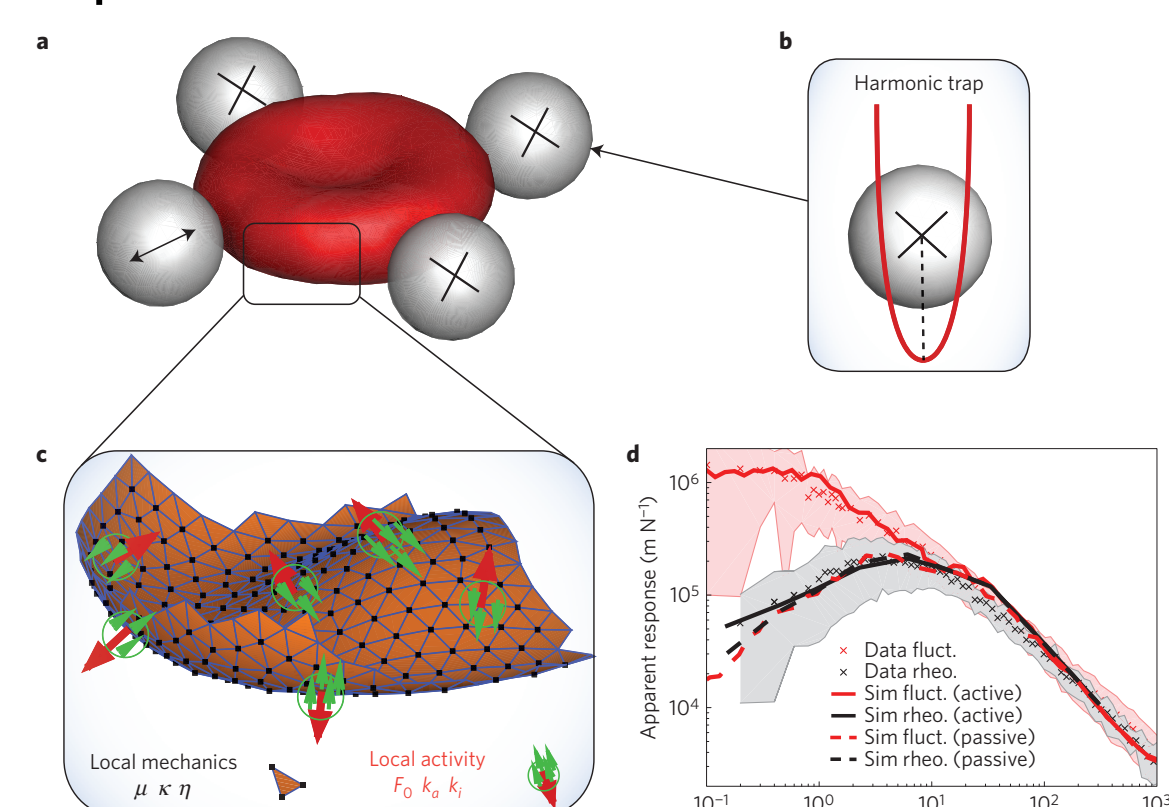 a
b
Harmonic trap
c
Local mechanics
μ κ η
Local activity
F₀ kₐ kᵢ
d
Apparent response (m N⁻¹)
10⁶
10⁵
10⁴
Data fluct.
Data rheo.
Sim fluct. (active)
Sim rheo. (active)
Sim fluct. (passive)
Sim rheo. (passive)
10⁻¹ 10⁰ 10¹ 10² 10³